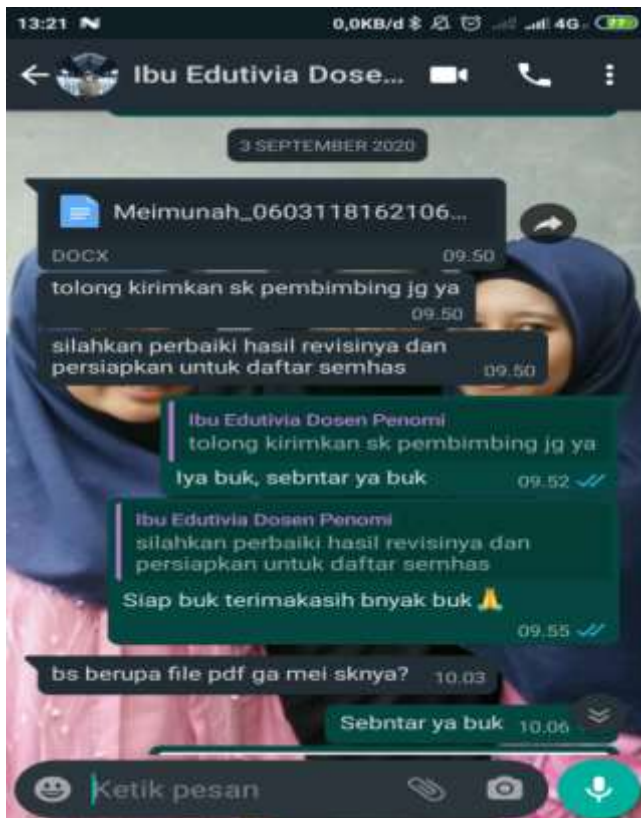 13:21 N 0,0KB/d 4G 77
Ibu Edutivia Dose...
3 SEPTEMBER 2020
Meimunah_0603118162106...
DOCX 09.50
tolong kirimkan sk pembimbing jg ya
09.50
silahkan perbaiki hasil revisinya dan
persiapkan untuk daftar semhas 09.50
Ibu Edutivia Dosen Penomi
tolong kirimkan sk pembimbing jg ya
Iya buk, sebntar ya buk 09.52
Ibu Edutivia Dosen Penomi
silahkan perbaiki hasil revisinya dan
persiapkan untuk daftar semhas
Siap buk terimakasih bnyak buk 🙏
09.55
bs berupa file pdf ga mei sknya? 10.03
Sebntar ya buk 10.06
Ketik pesan